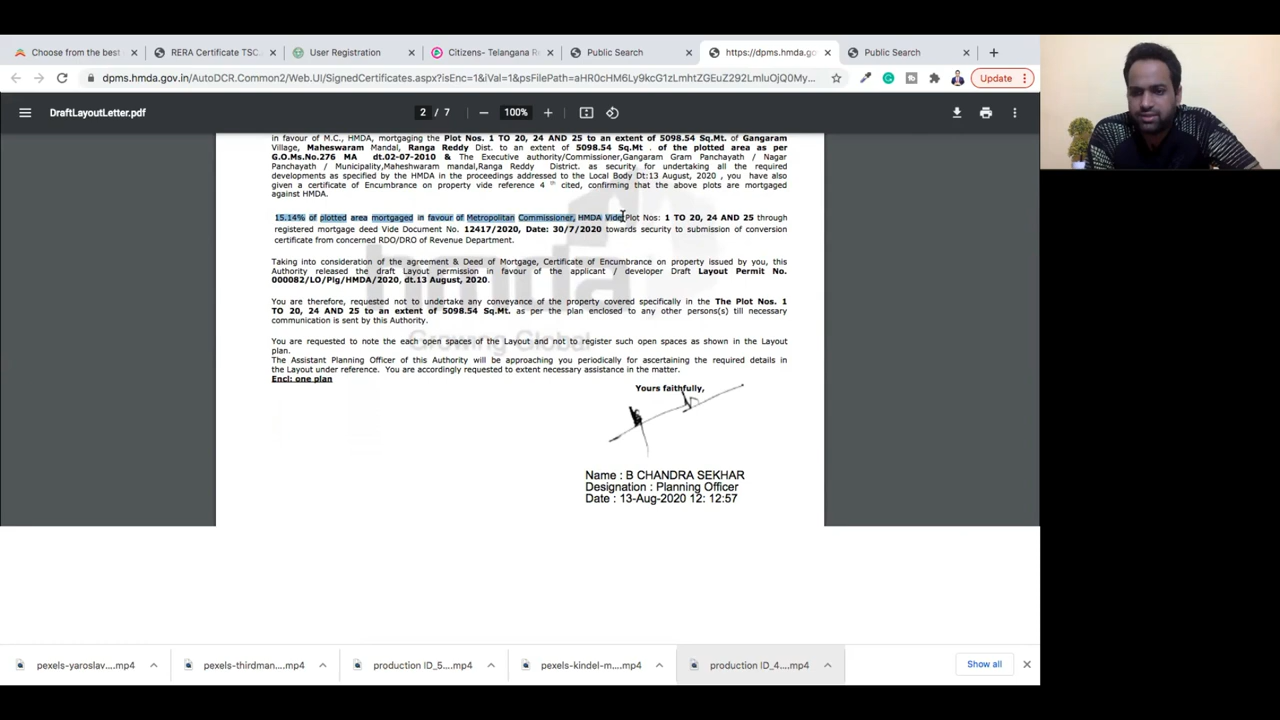 Choose from the best
RERA Certificate TSC.
User Registration
Citizens- Telangana Re
Public Search
https://dpms.hmda.go
Public Search
dpms.hmda.gov.in/AutoDCR.Common2/Web.UI/SignedCertificates.aspx?isEnc=1&iVal=1&psFilePath=aHR0cHM6Ly9kcG1zLmhtZGEuZ292LmluOjQ0My...
Update
DraftLayoutLetter.pdf
2 / 7
100%
in favour of M.C., HMDA, mortgaging the Plot Nos. 1 TO 20, 24 AND 25 to an extent of 5098.54 Sq.Mt. of Gangaram
Village, Maheswaram Mandal, Ranga Reddy Dist. to an extent of 5098.54 Sq.Mt . of the plotted area as per
G.O.Ms.No.276 MA dt.02-07-2010 & The Executive authority/Commissioner,Gangaram Gram Panchayath / Nagar
Panchayath / Municipality,Maheshwaram mandal,Ranga Reddy District. as security for undertaking all the required
developments as specified by the HMDA in the proceedings addressed to the Local Body Dt:13 August, 2020 , you have also
given a certificate of Encumbrance on property vide reference 4 th cited, confirming that the above plots are mortgaged
against HMDA.
15.14% of plotted area mortgaged in favour of Metropolitan Commissioner, HMDA Vide Plot Nos: 1 TO 20, 24 AND 25 through
registered mortgage deed Vide Document No. 12417/2020, Date: 30/7/2020 towards security to submission of conversion
certificate from concerned RDO/DRO of Revenue Department.
Taking into consideration of the agreement & Deed of Mortgage, Certificate of Encumbrance on property issued by you, this
Authority released the draft Layout permission in favour of the applicant / developer Draft Layout Permit No.
000082/LO/Plg/HMDA/2020, dt.13 August, 2020.
You are therefore, requested not to undertake any conveyance of the property covered specifically in the The Plot Nos. 1
TO 20, 24 AND 25 to an extent of 5098.54 Sq.Mt. as per the plan enclosed to any other persons(s) till necessary
communication is sent by this Authority.
You are requested to note the each open spaces of the Layout and not to register such open spaces as shown in the Layout
plan.
The Assistant Planning Officer of this Authority will be approaching you periodically for ascertaining the required details in
the Layout under reference. You are accordingly requested to extent necessary assistance in the matter.
Encl: one plan
hmda
Growing Global
Yours faithfully,
Name : B CHANDRA SEKHAR
Designation : Planning Officer
Date : 13-Aug-2020 12: 12:57
pexels-yaroslav....mp4
pexels-thirdman....mp4
production ID_5....mp4
pexels-kindel-m....mp4
production ID_4....mp4
Show all